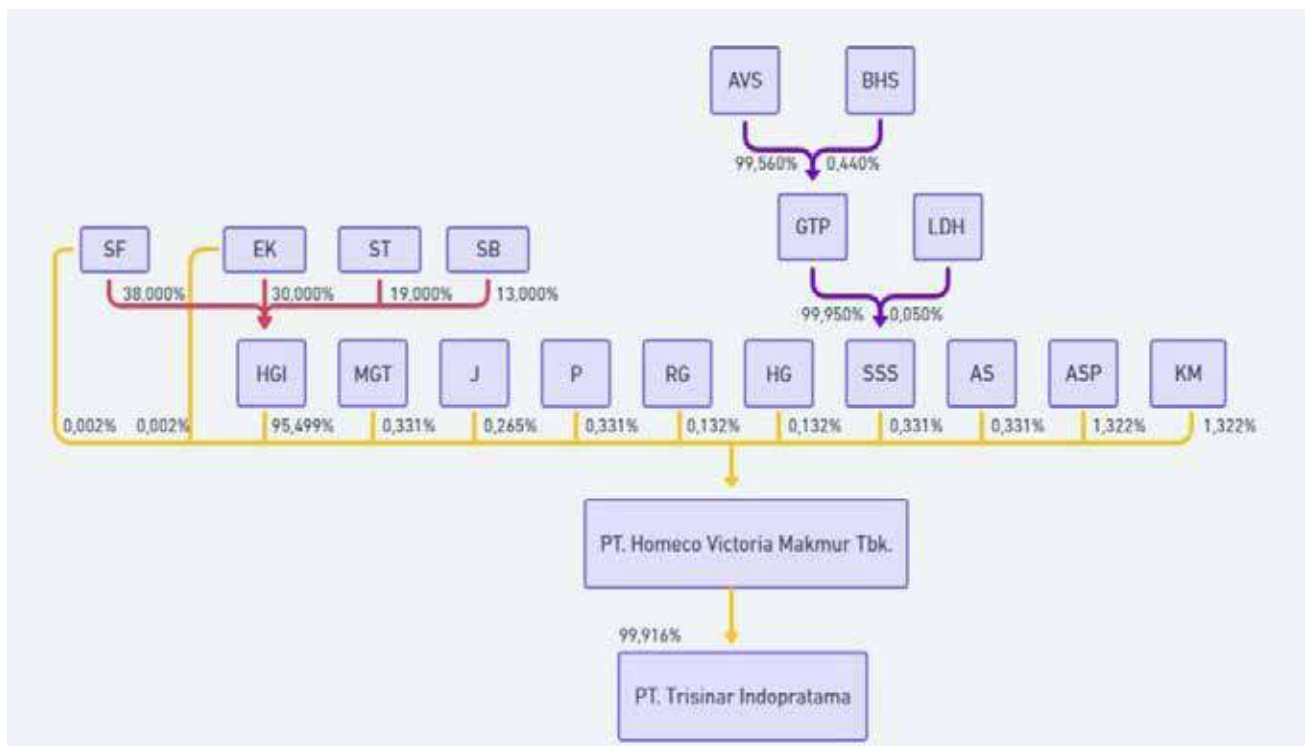 AVS BHS
99,560% 0,440%
GTP LDH
SF EK ST SB
38,000% 30,000% 19,000% 13,000%
99,950% 0,050%
HGI MGT J P RG HG SSS AS ASP KM
0,002% 0,002% 95,499% 0,331% 0,265% 0,331% 0,132% 0,132% 0,331% 0,331% 1,322% 1,322%
PT. Homeco Victoria Makmur Tbk.
99,916%
PT. Trisinar Indopratama